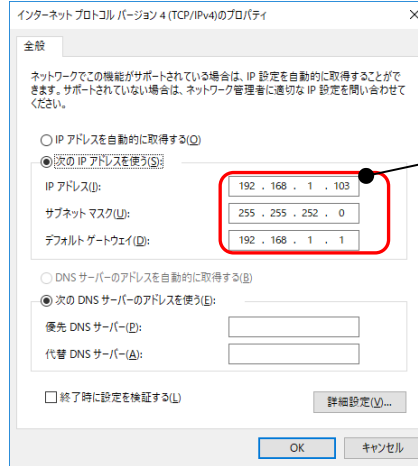 インターネット プロトコル バージョン 4 (TCP/IPv4)のプロパティ
全般
ネットワークでこの機能がサポートされている場合は、IP 設定を自動的に取得することがで
きます。サポートされていない場合は、ネットワーク管理者に適切な IP 設定を問い合わせて
ください。
IP アドレスを自動的に取得する(O)
次の IP アドレスを使う(S):
IP アドレス(I): 192 . 168 . 1 . 103
サブネット マスク(U): 255 . 255 . 252 . 0
デフォルト ゲートウェイ(D): 192 . 168 . 1 . 1
DNS サーバーのアドレスを自動的に取得する(B)
次の DNS サーバーのアドレスを使う(E):
優先 DNS サーバー(P):
代替 DNS サーバー(A):
終了時に設定を検証する(L)
詳細設定(V)...
OK キャンセル